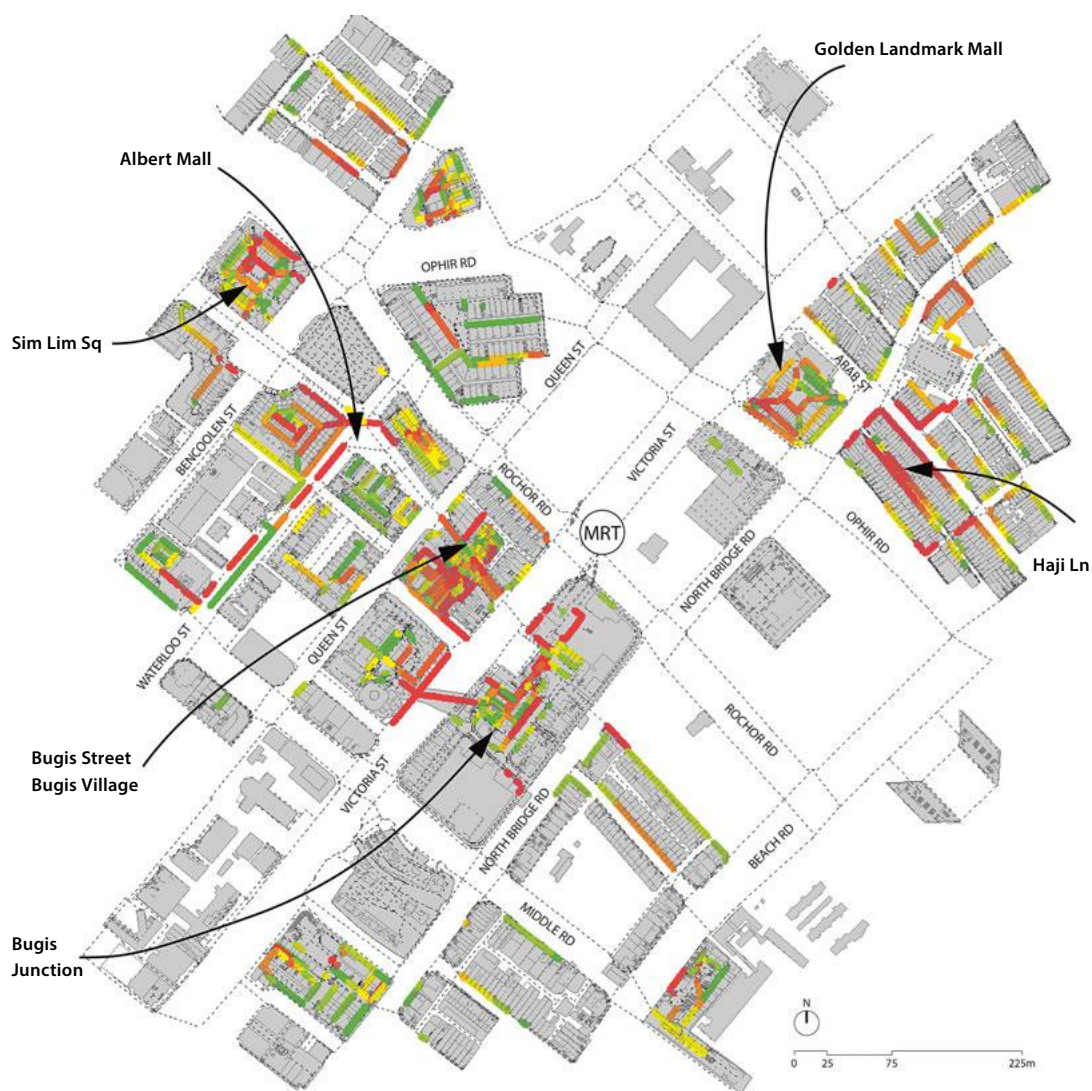 Golden Landmark Mall
Albert Mall
OPHIR RD
Sim Lim Sq
QUEEN ST
ARAB ST
BENCOOLEN ST
VICTORIA ST
ROCHOR RD
MRT
OPHIR RD
NORTH BRIDGE RD
Haji Ln
WATERLOO ST
QUEEN ST
ROCHOR RD
Bugis Street
Bugis Village
VICTORIA ST
NORTH BRIDGE RD
BEACH RD
MIDDLE RD
Bugis
Junction
N
0 25 75 225m